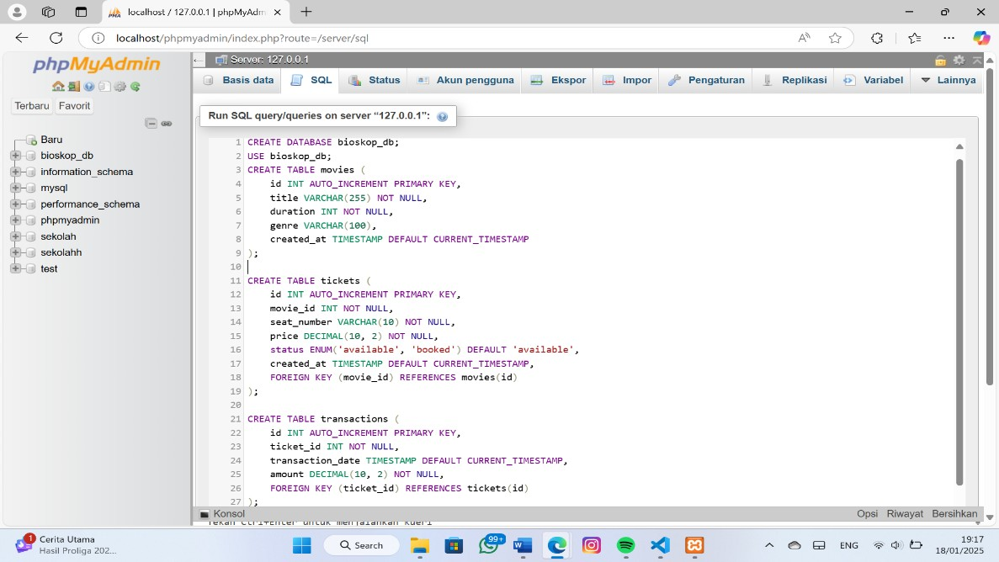 localhost / 127.0.0.1 | phpMyAdm
localhost/phpmyadmin/index.php?route=/server/sql
phpMyAdmin
Terbaru Favorit
Baru
bioskop_db
information_schema
mysql
performance_schema
phpmyadmin
sekolah
sekolahh
test
Server: 127.0.0.1
Basis data SQL Status Akun pengguna Ekspor Impor Pengaturan Replikasi Variabel Lainnya
Run SQL query/queries on server “127.0.0.1”:
1 CREATE DATABASE bioskop_db;
2 USE bioskop_db;
3 CREATE TABLE movies (
4 id INT AUTO_INCREMENT PRIMARY KEY,
5 title VARCHAR(255) NOT NULL,
6 duration INT NOT NULL,
7 genre VARCHAR(100),
8 created_at TIMESTAMP DEFAULT CURRENT_TIMESTAMP
9 );
10
11 CREATE TABLE tickets (
12 id INT AUTO_INCREMENT PRIMARY KEY,
13 movie_id INT NOT NULL,
14 seat_number VARCHAR(10) NOT NULL,
15 price DECIMAL(10, 2) NOT NULL,
16 status ENUM('available', 'booked') DEFAULT 'available',
17 created_at TIMESTAMP DEFAULT CURRENT_TIMESTAMP,
18 FOREIGN KEY (movie_id) REFERENCES movies(id)
19 );
20
21 CREATE TABLE transactions (
22 id INT AUTO_INCREMENT PRIMARY KEY,
23 ticket_id INT NOT NULL,
24 transaction_date TIMESTAMP DEFAULT CURRENT_TIMESTAMP,
25 amount DECIMAL(10, 2) NOT NULL,
26 FOREIGN KEY (ticket_id) REFERENCES tickets(id)
27 );
Konsol Opsi Riwayat Bersihkan
Tekan Ctrl+Enter untuk menjalankan kueri
1 Cerita Utama
Hasil Proliga 202...
Search
99+
ENG
19:17
18/01/2025